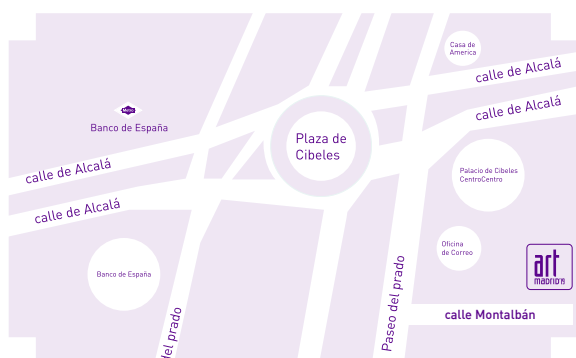 Casa de
America
calle de Alcalá
calle de Alcalá
Metro
Banco de España
Plaza de
Cibeles
calle de Alcalá
calle de Alcalá
Palacio de Cibeles
CentroCentro
Oficina
de Correo
Banco de España
art
madrid'19
Paseo del prado
del prado
calle Montalbán